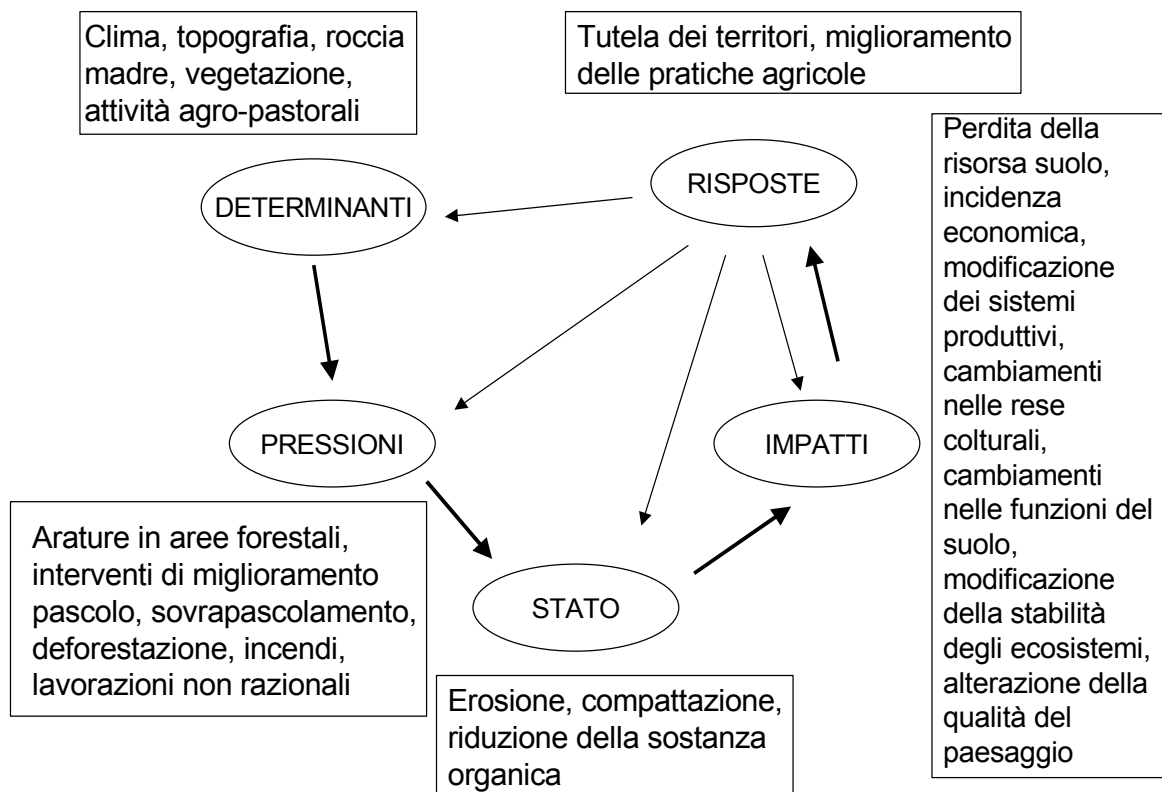 Clima, topografia, roccia
madre, vegetazione,
attività agro-pastorali
Tutela dei territori, miglioramento
delle pratiche agricole
DETERMINANTI
RISPOSTE
Perdita della
risorsa suolo,
incidenza
economica,
modificazione
dei sistemi
produttivi,
cambiamenti
nelle rese
colturali,
cambiamenti
nelle funzioni del
suolo,
modificazione
della stabilità
degli ecosistemi,
alterazione della
qualità del
paesaggio
PRESSIONI
IMPATTI
Arature in aree forestali,
interventi di miglioramento
pascolo, sovrapascolamento,
deforestazione, incendi,
lavorazioni non razionali
STATO
Erosione, compattazione,
riduzione della sostanza
organica